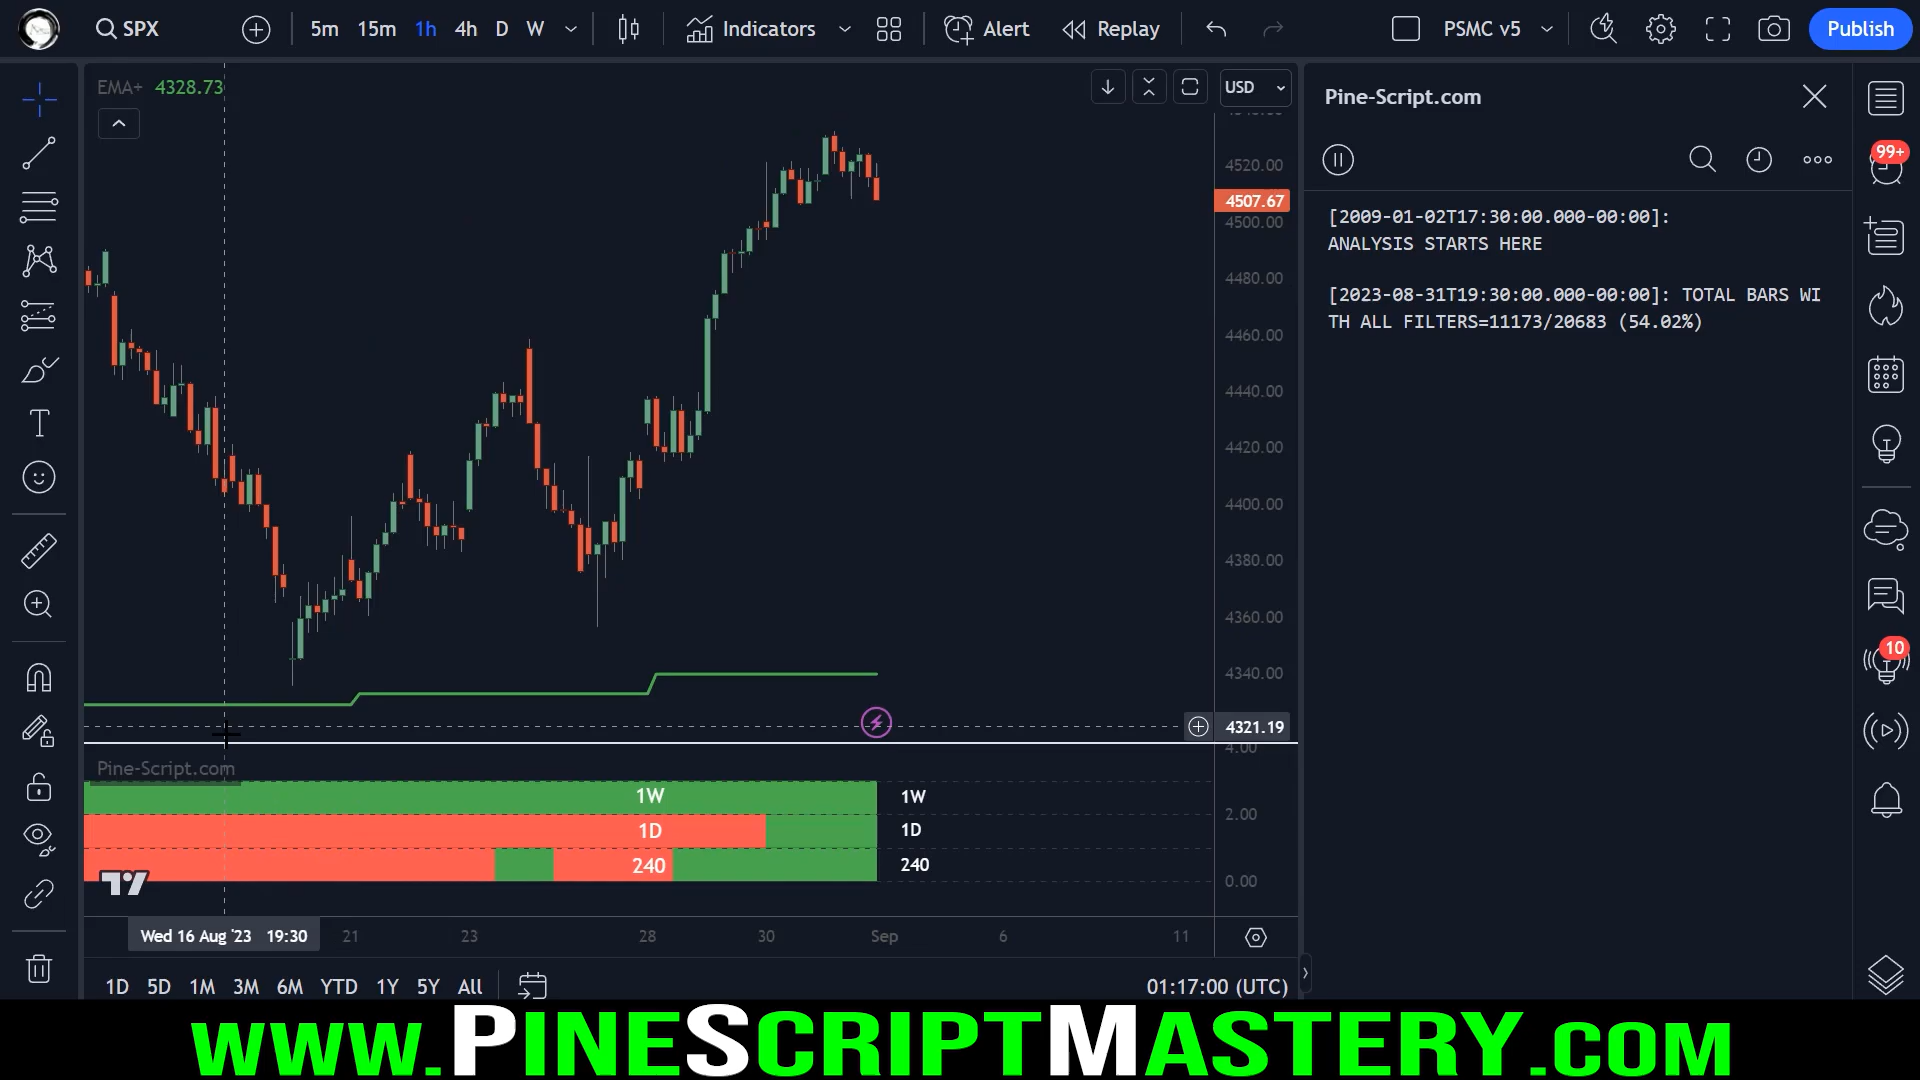 SPX
5m 15m 1h 4h D W
Indicators
Alert
Replay
PSMC v5
Publish
EMA+ 4328.73
USD
4520.00
4507.67
4500.00
4480.00
4460.00
4440.00
4420.00
4400.00
4380.00
4360.00
4340.00
4321.19
4.00
2.00
0.00
Pine-Script.com
1W
1D
240
1W
1D
240
Wed 16 Aug '23 19:30
21 23 28 30 Sep 6 11
1D 5D 1M 3M 6M YTD 1Y 5Y All
01:17:00 (UTC)
Pine-Script.com
[2009-01-02T17:30:00.000-00:00]:
ANALYSIS STARTS HERE
[2023-08-31T19:30:00.000-00:00]: TOTAL BARS WI
TH ALL FILTERS=11173/20683 (54.02%)
99+
10
www.PineScriptMastery.com